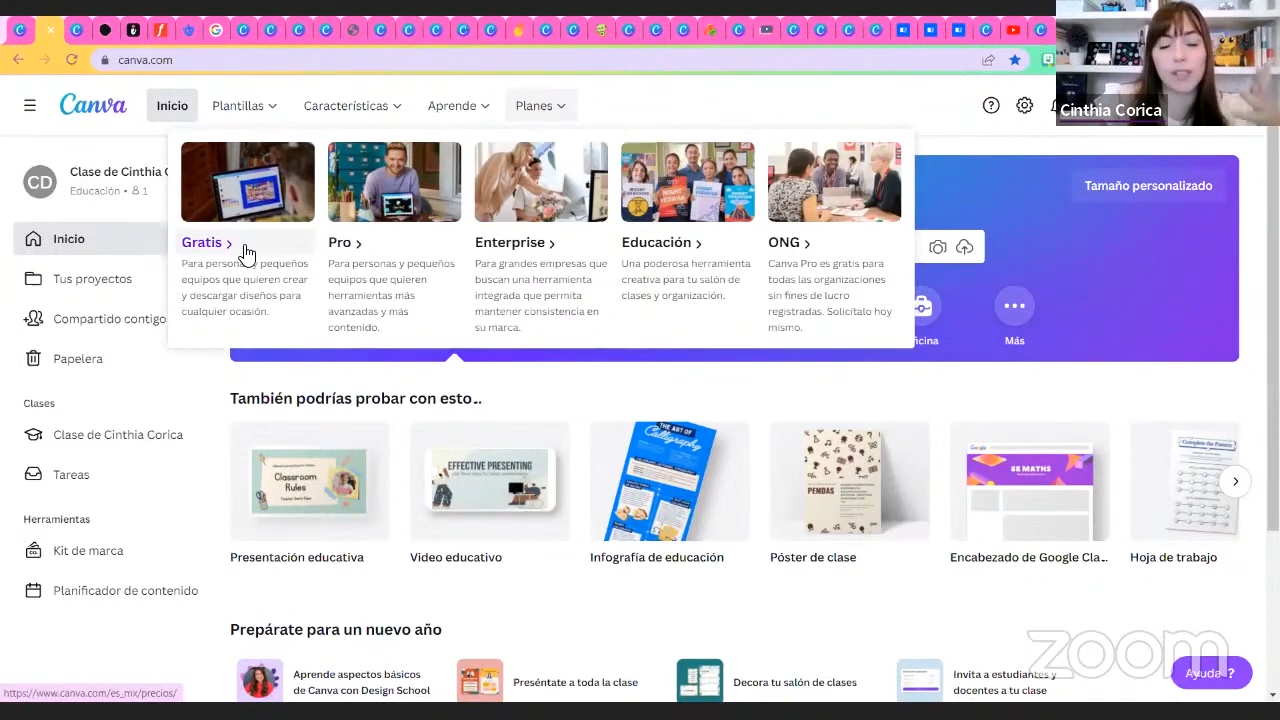 canva.com
Canva
Inicio
Plantillas
Características
Aprende
Planes
Cinthia Corica
CD
Clase de Cinthia C
Educación • 1
Tamaño personalizado
Inicio
Tus proyectos
Compartido contigo
Papelera
Clases
Clase de Cinthia Corica
Tareas
Herramientas
Kit de marca
Planificador de contenido
Gratis >
Para personas y pequeños
equipos que quieren crear
y descargar diseños para
cualquier ocasión.
Pro >
Para personas y pequeños
equipos que quieren
herramientas más
avanzadas y más
contenido.
Enterprise >
Para grandes empresas que
buscan una herramienta
integrada que permita
mantener consistencia en
su marca.
Educación >
Una poderosa herramienta
creativa para tu salón de
clases y organización.
ONG >
Canva Pro es gratis para
todas las organizaciones
sin fines de lucro
registradas. Solicítalo hoy
mismo.
ficina
Más
También podrías probar con esto...
Classroom
Rules
EFFECTIVE PRESENTING
THE ART OF
Calligraphy
PEMDAS
Google
8E MATHS
Complete the Pattern
Presentación educativa
Video educativo
Infografía de educación
Póster de clase
Encabezado de Google Cla...
Hoja de trabajo
Prepárate para un nuevo año
Aprende aspectos básicos
de Canva con Design School
Preséntate a toda la clase
Decora tu salón de clases
Invita a estudiantes y
docentes a tu clase
zoom
Ayuda ?
https://www.canva.com/es_mx/precios/